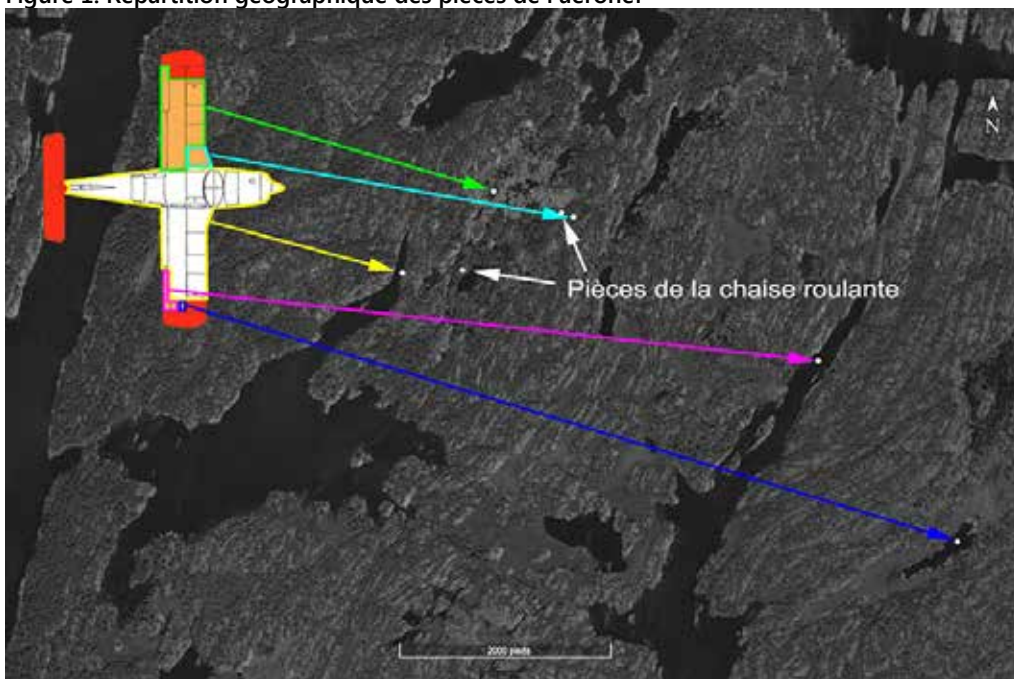 Figure 1. Répartition géographique des pièces de l'aéronef
N
Pièces de la chaise roulante
2000 pieds